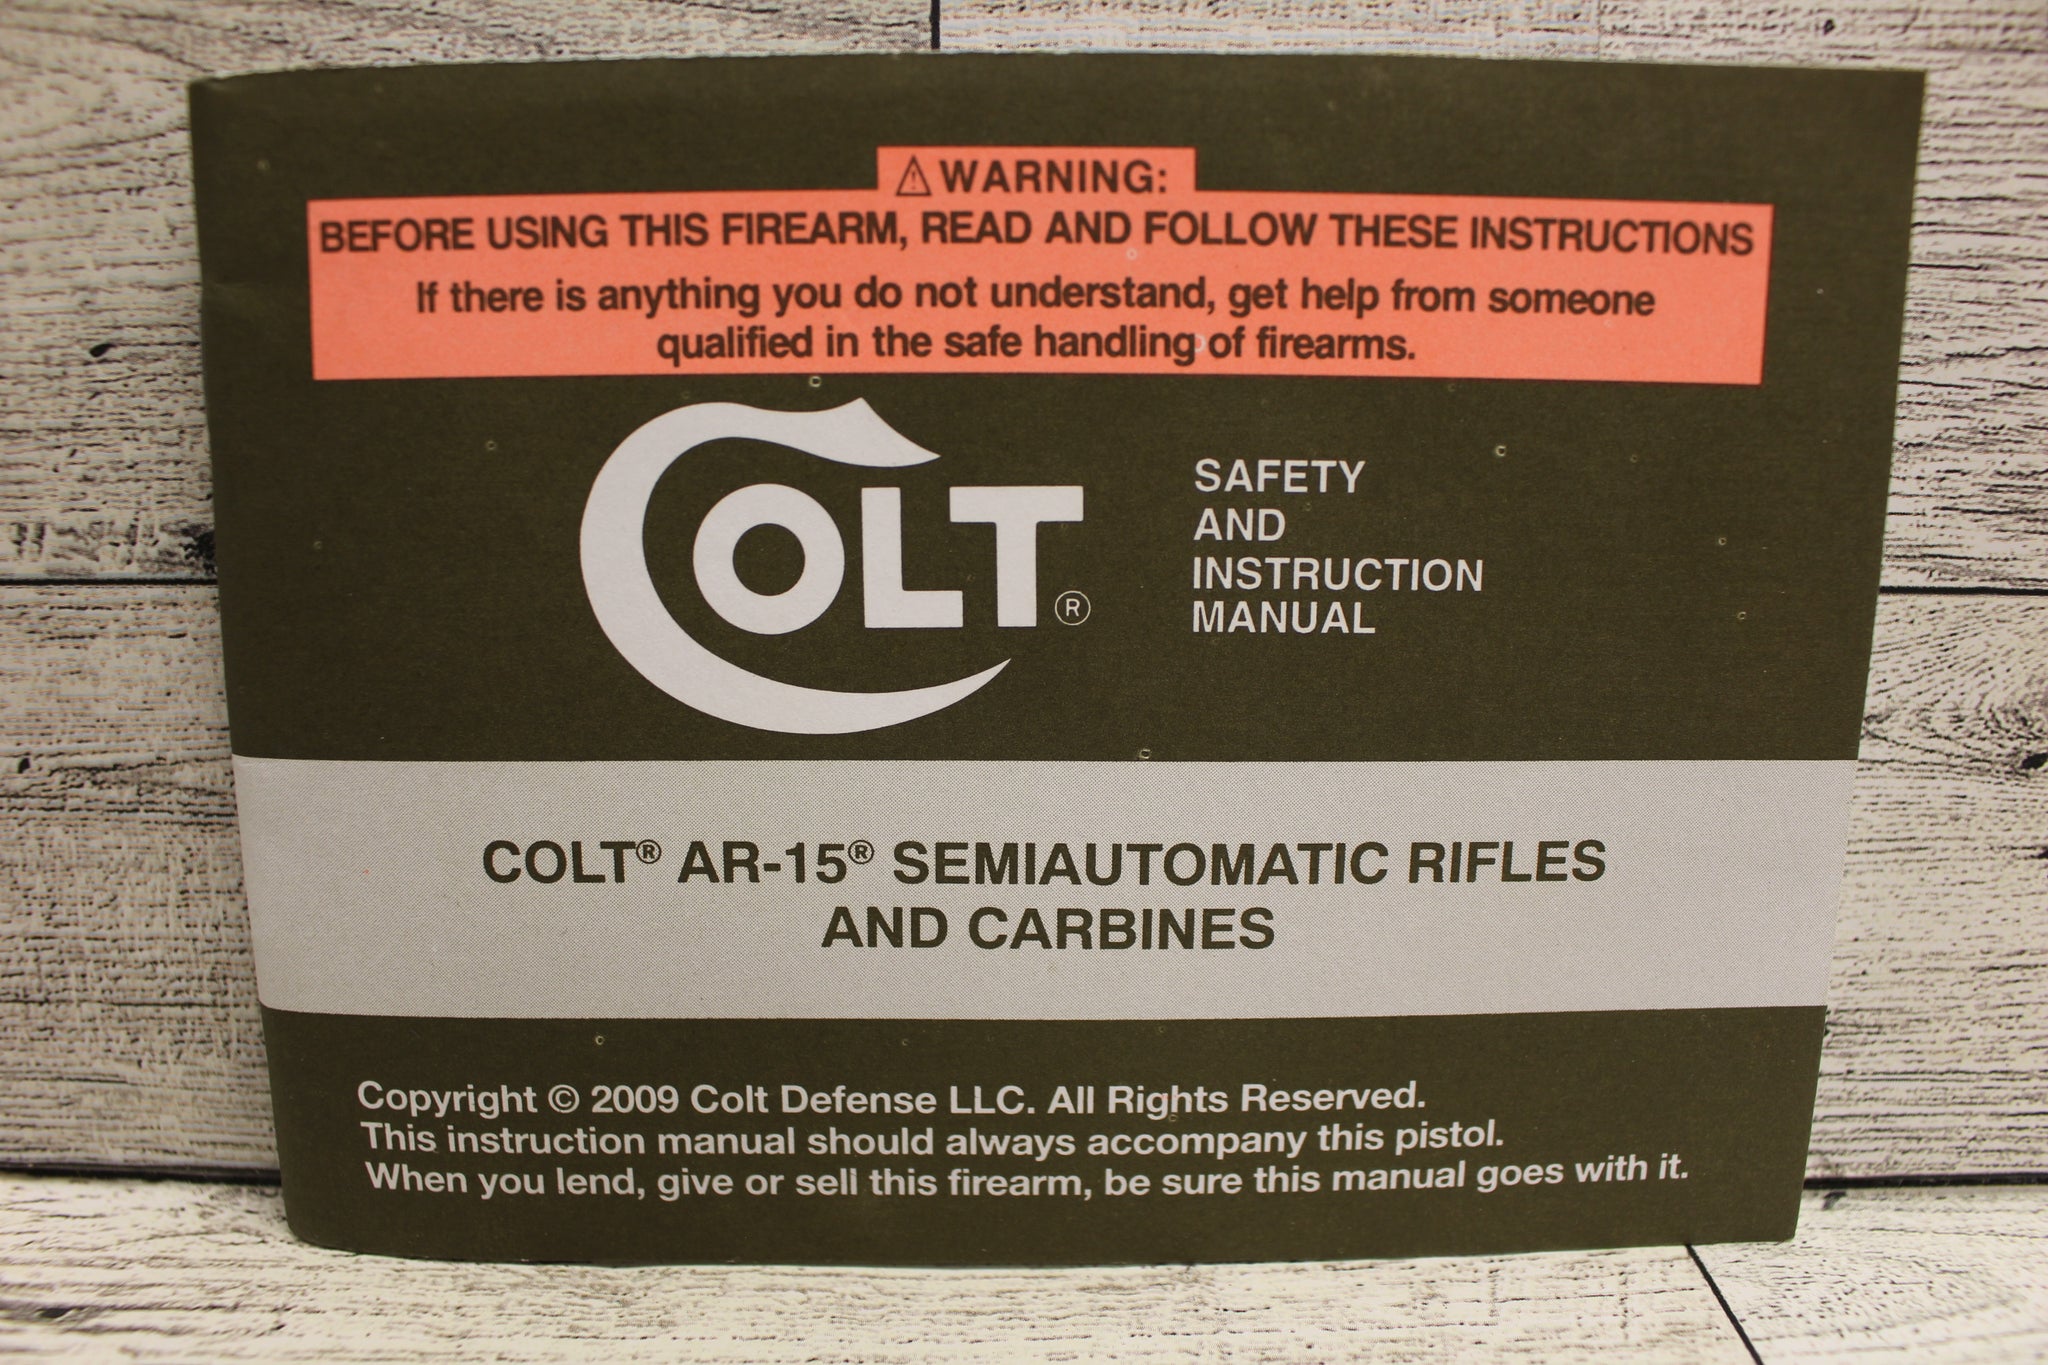 ⚠ WARNING:
BEFORE USING THIS FIREARM, READ AND FOLLOW THESE INSTRUCTIONS
If there is anything you do not understand, get help from someone
qualified in the safe handling of firearms.
COLT®
SAFETY
AND
INSTRUCTION
MANUAL
COLT® AR-15® SEMIAUTOMATIC RIFLES
AND CARBINES
Copyright © 2009 Colt Defense LLC. All Rights Reserved.
This instruction manual should always accompany this pistol.
When you lend, give or sell this firearm, be sure this manual goes with it.